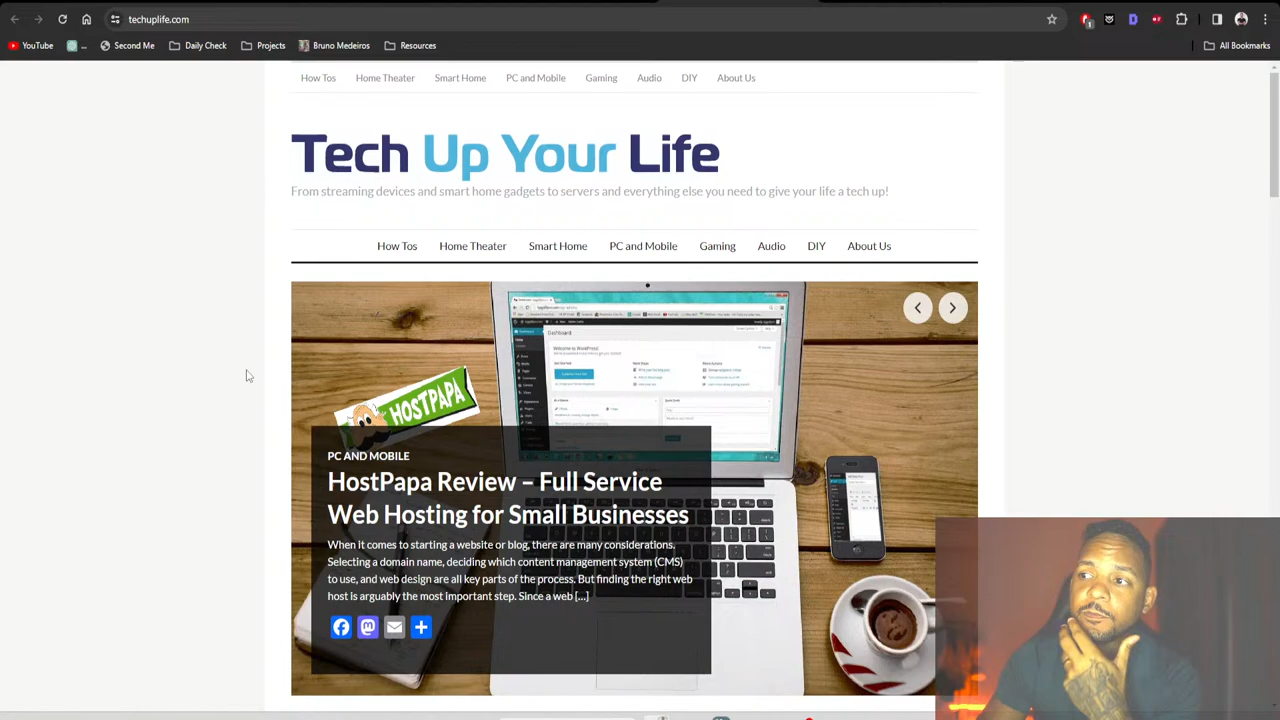 techuplife.com
YouTube
...
Second Me
Daily Check
Projects
Bruno Medeiros
Resources
All Bookmarks
How Tos
Home Theater
Smart Home
PC and Mobile
Gaming
Audio
DIY
About Us
Tech Up Your Life
From streaming devices and smart home gadgets to servers and everything else you need to give your life a tech up!
How Tos
Home Theater
Smart Home
PC and Mobile
Gaming
Audio
DIY
About Us
Dashboard
HOSTPAPA
PC AND MOBILE
HostPapa Review – Full Service
Web Hosting for Small Businesses
When it comes to starting a website or blog, there are many considerations.
Selecting a domain name, deciding which content management system (CMS)
to use, and web design are all key parts of the process. But finding the right web
host is arguably the most important step. Since a web [...]